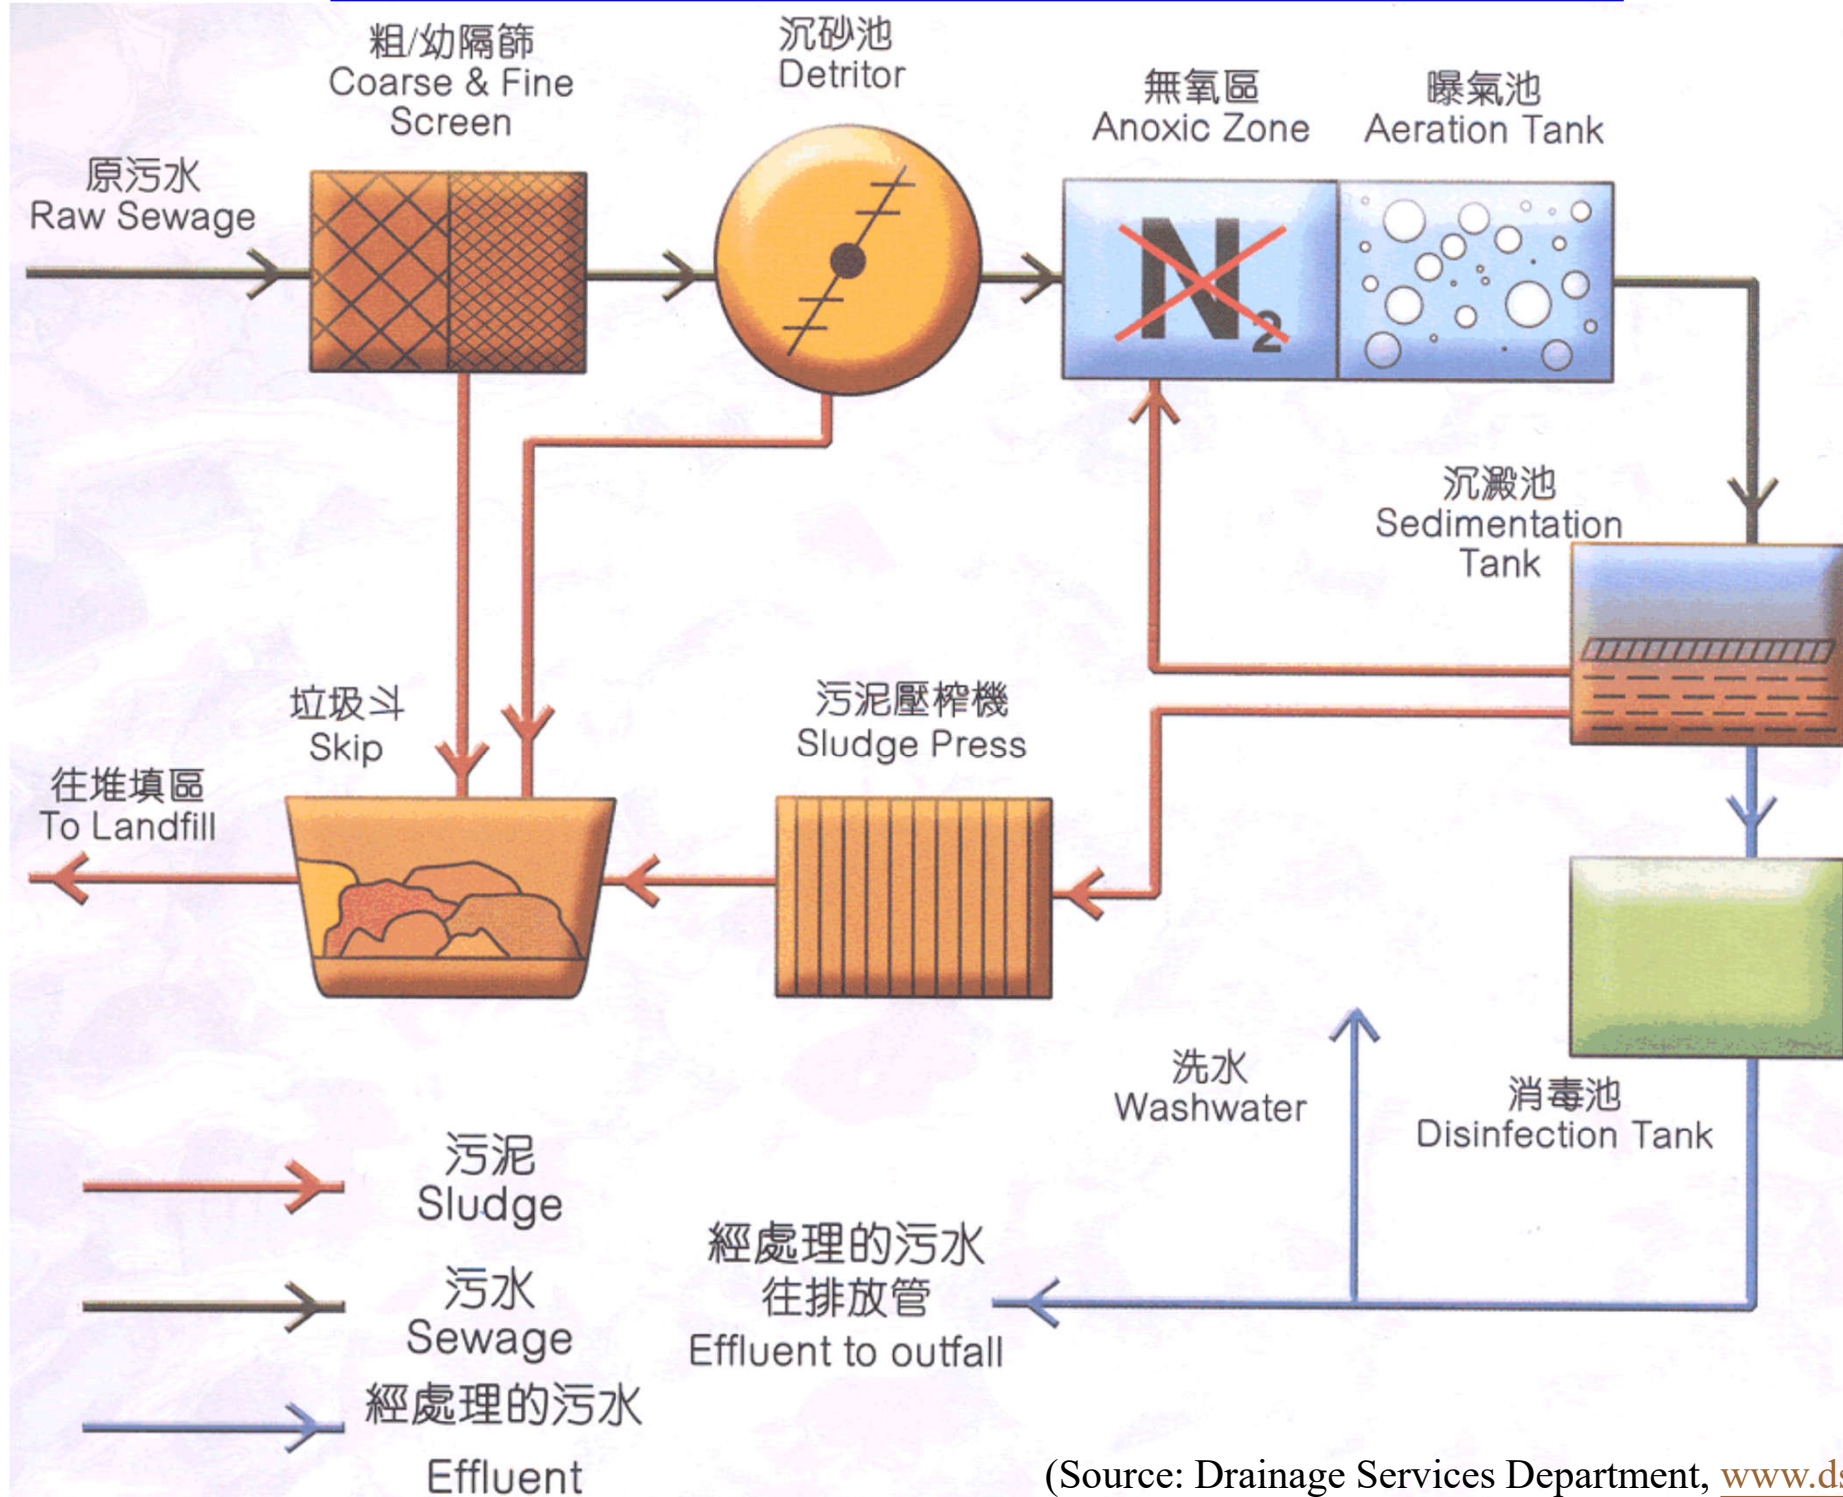 粗/幼隔篩
Coarse & Fine
Screen
沉砂池
Detritor
無氧區
Anoxic Zone
曝氣池
Aeration Tank
原污水
Raw Sewage
N2
沉澱池
Sedimentation
Tank
垃圾斗
Skip
污泥壓榨機
Sludge Press
往堆填區
To Landfill
洗水
Washwater
消毒池
Disinfection Tank
污泥
Sludge
經處理的污水
往排放管
Effluent to outfall
污水
Sewage
經處理的污水
Effluent
(Source: Drainage Services Department, www.ds